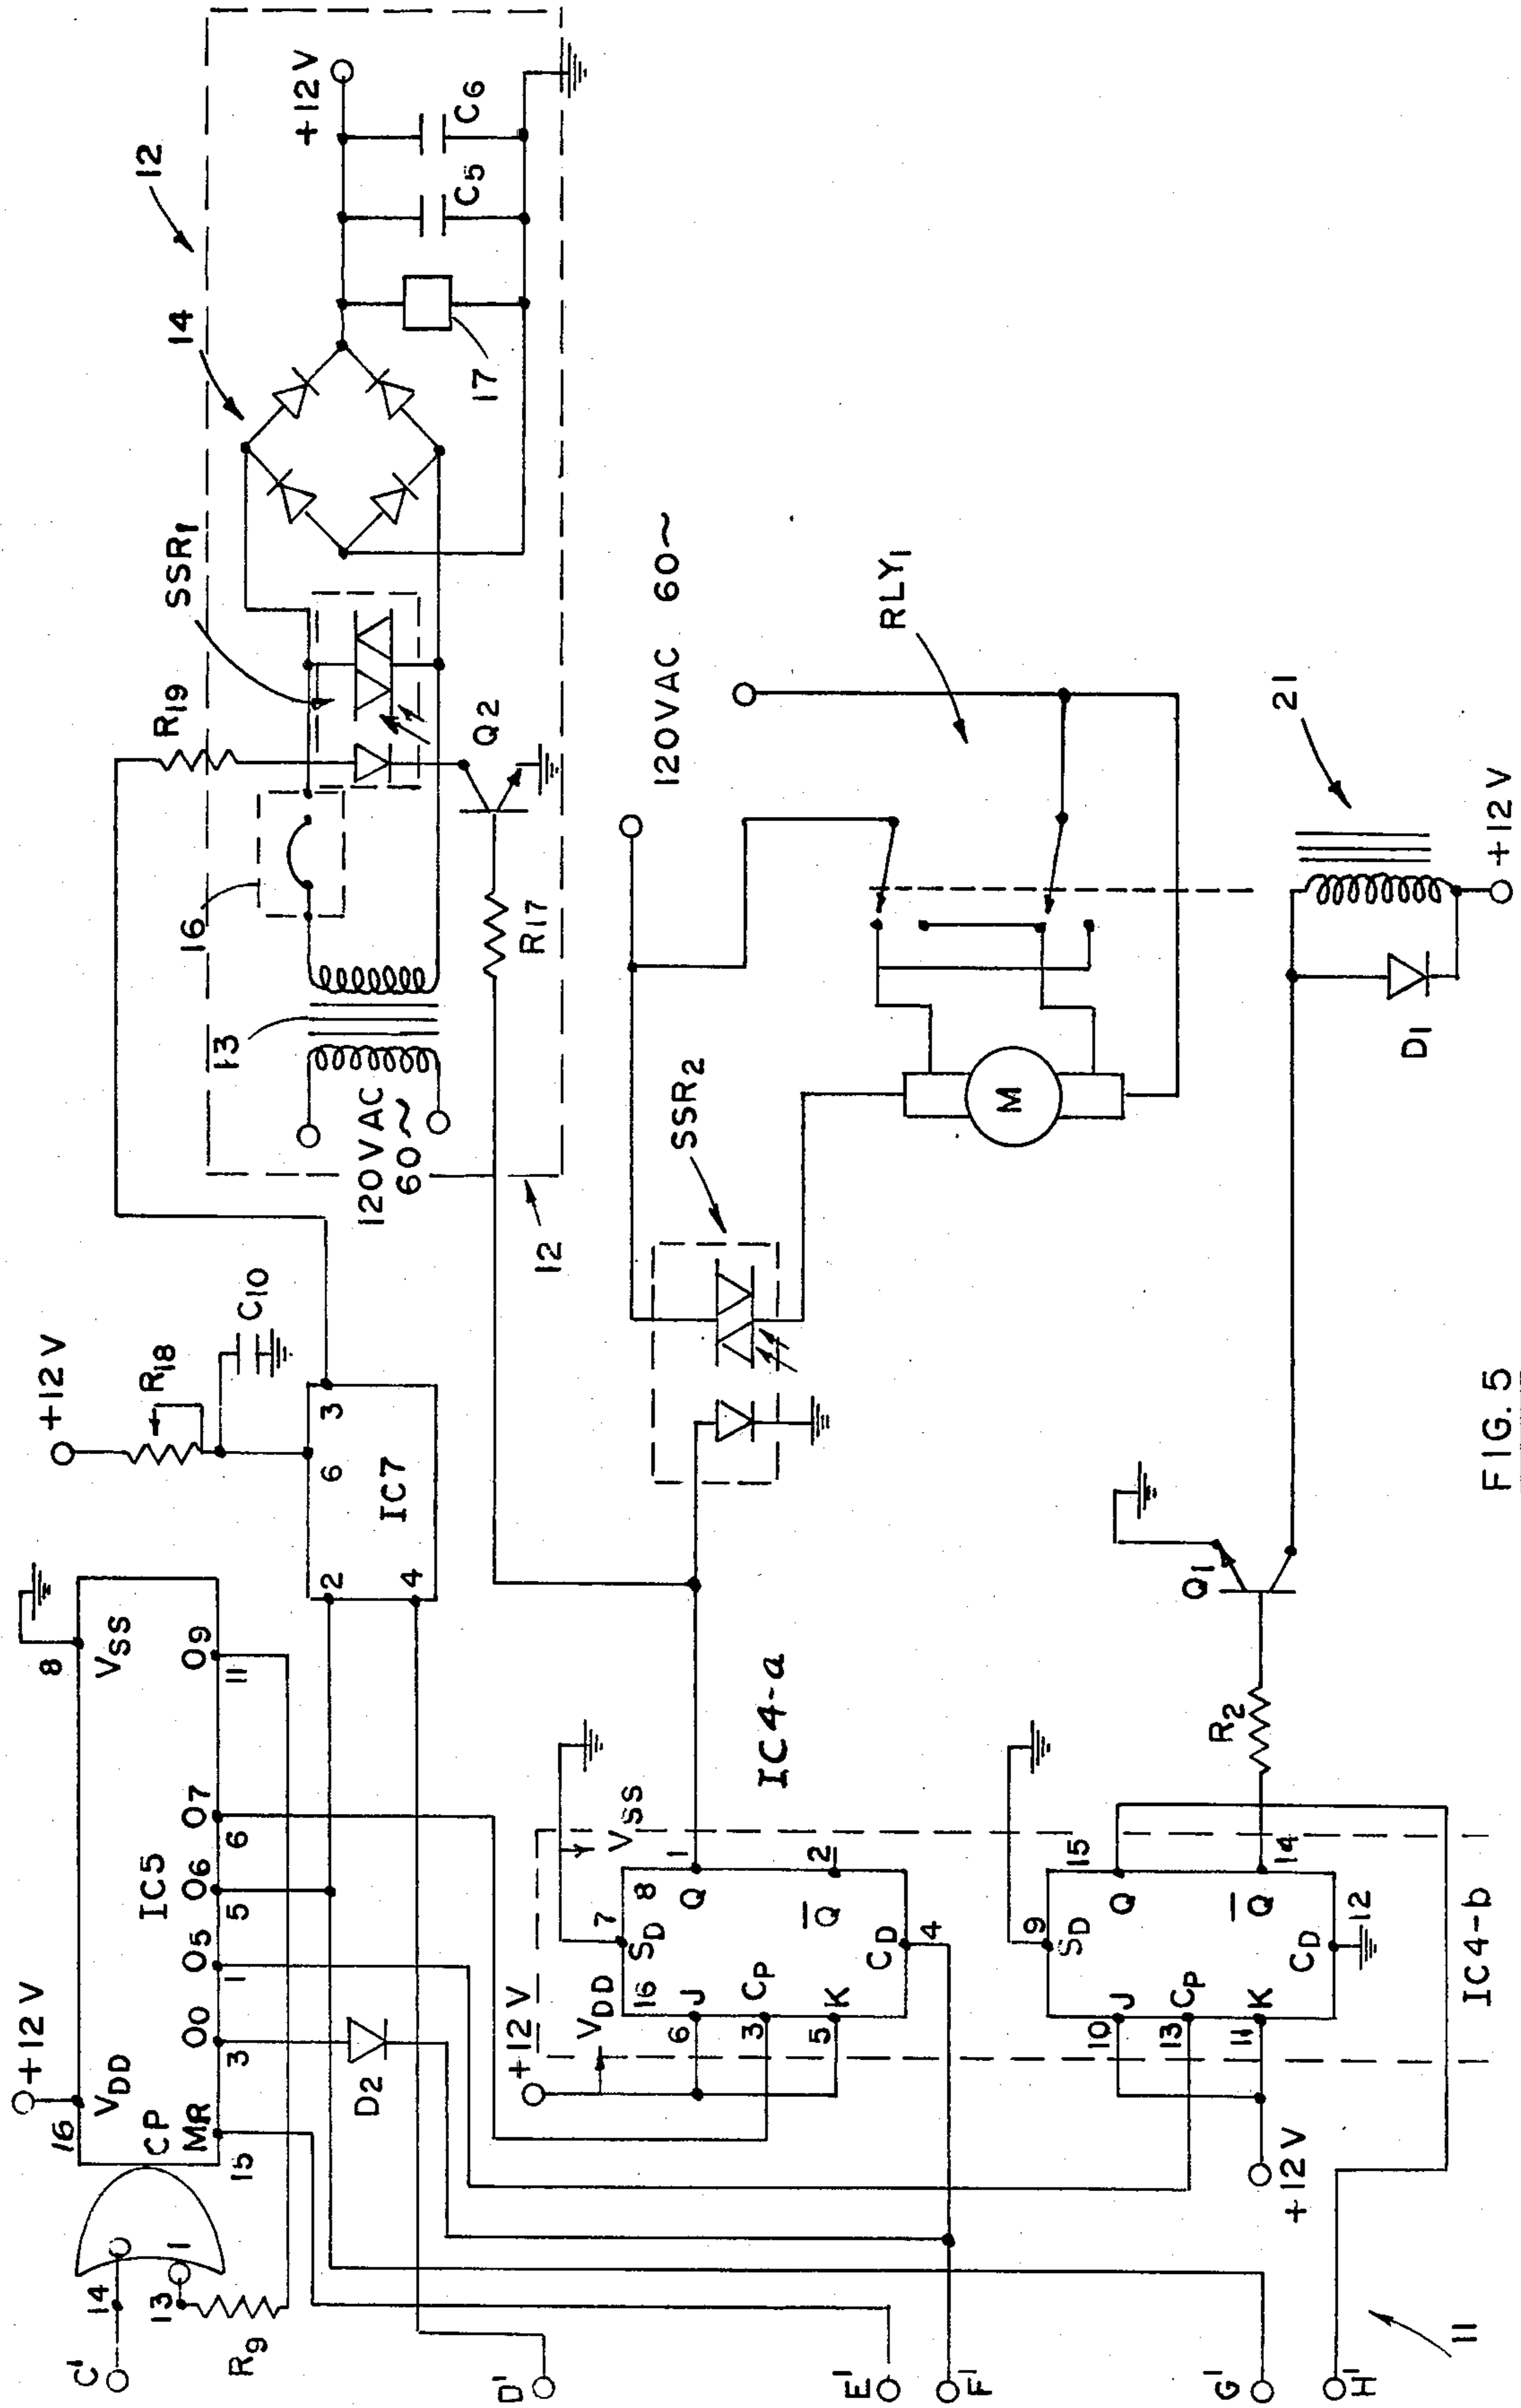 +12V
+12V
R18
C10
16
VDD
8
VSS
IC5
CP
MR
O0
O5
O6
O7
O9
15
3
1
5
6
11
C'
14
13
1
R9
D2
2
6
3
4
IC7
D'
E'
F'
G'
H'
11
+12V
VDD
VSS
16
7
8
SD
J
Q
1
6
CP
3
K
5
Q
2
CD
4
IC4-a
9
SD
15
J
Q
10
CP
13
K
11
Q
14
CD
12
+12V
IC4-b
R2
Q1
D1
21
+12V
12
14
SSR1
R19
16
13
120VAC
60~
12
R17
Q2
17
C5
C6
+12V
SSR2
120VAC 60~
RLY1
M
FIG. 5